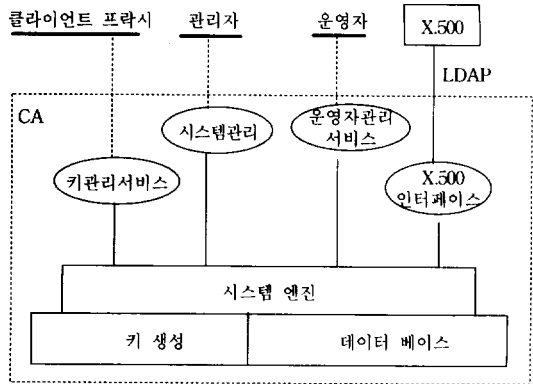 클라이언트 프락시
관리자
운영자
X.500
LDAP
CA
시스템관리
운영자관리
서비스
키관리서비스
X.500
인터페이스
시스템 엔진
키 생성
데이터 베이스